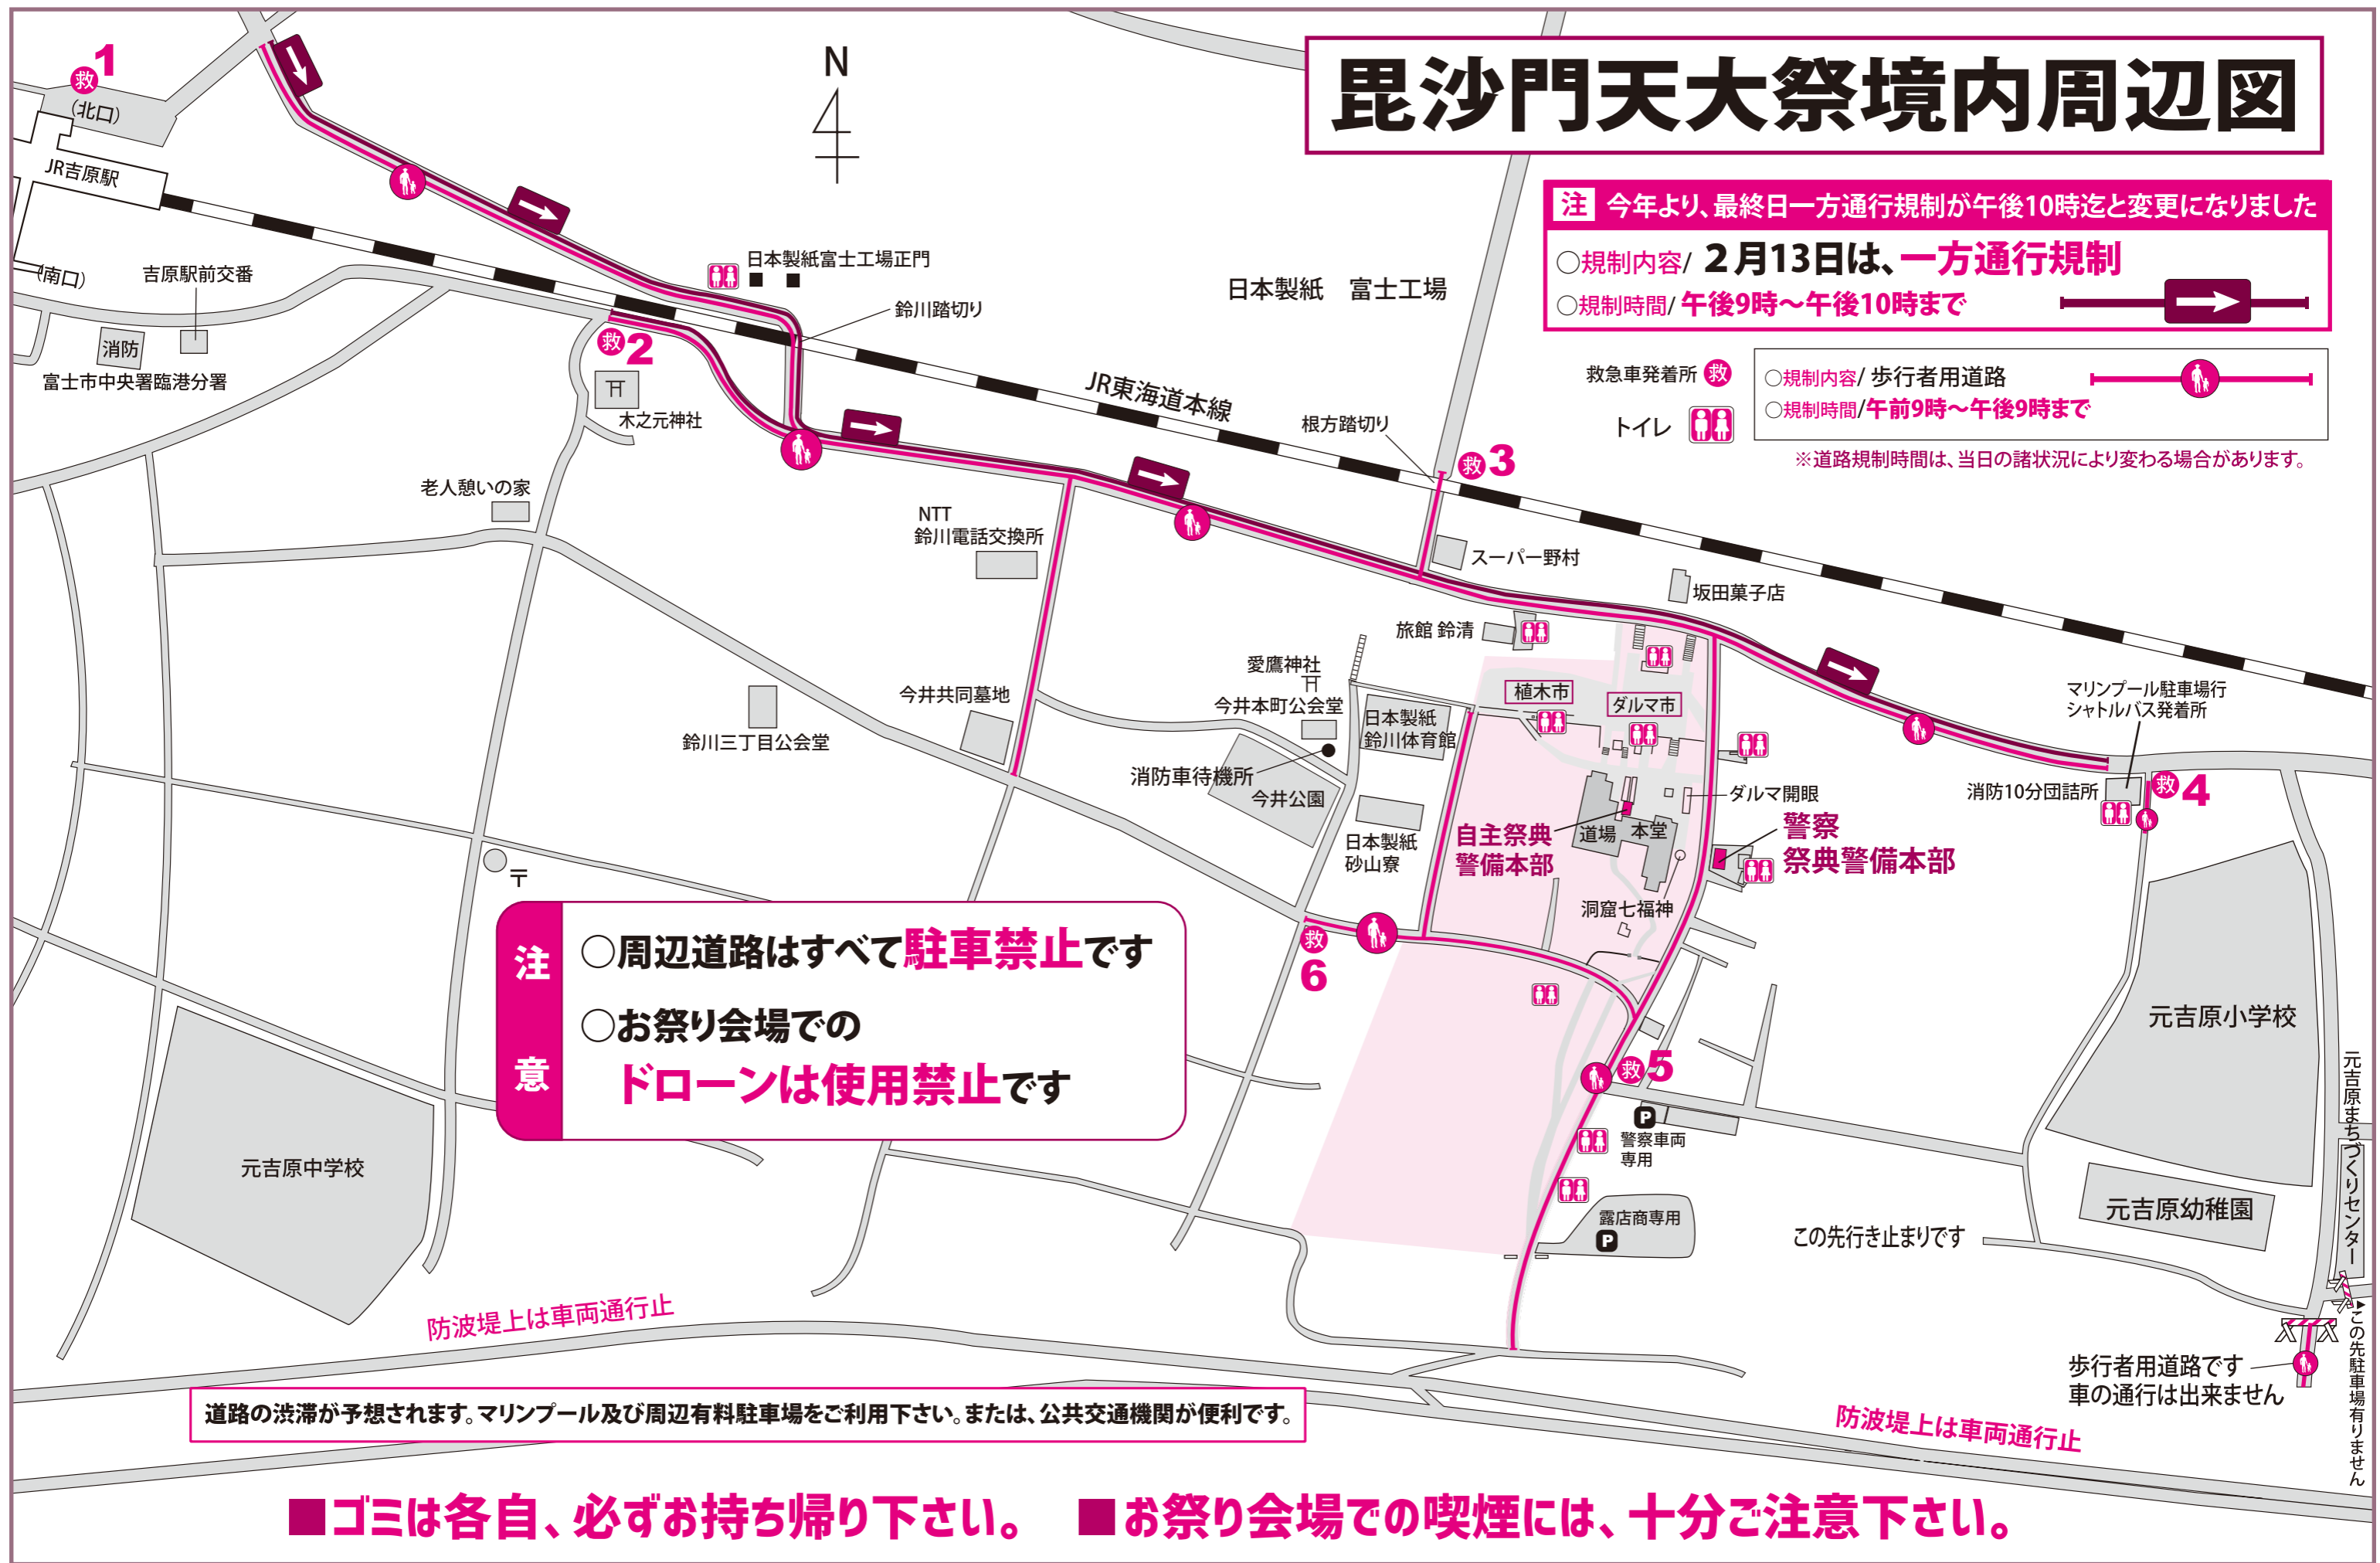 毘沙門天大祭境内周辺図
注 今年より、最終日一方通行規制が午後10時迄と変更になりました
○規制内容/ 2月13日は、一方通行規制
○規制時間/ 午後9時～午後10時まで
救急車発着所 救
トイレ
○規制内容/ 歩行者用道路
○規制時間/午前9時～午後9時まで
※道路規制時間は、当日の諸状況により変わる場合があります。
N
救1
(北口)
JR吉原駅
(南口)
吉原駅前交番
消防
富士市中央署臨港分署
日本製紙富士工場正門
鈴川踏切り
日本製紙 富士工場
救2
木之元神社
JR東海道本線
根方踏切り
救3
老人憩いの家
NTT
鈴川電話交換所
スーパー野村
坂田菓子店
旅館 鈴清
愛鷹神社
今井本町公会堂
植木市
ダルマ市
マリンプール駐車場行
シャトルバス発着所
今井共同墓地
鈴川三丁目公会堂
日本製紙
鈴川体育館
消防車待機所
今井公園
ダルマ開眼
消防10分団詰所
救4
日本製紙
砂山寮
自主祭典
警備本部
道場
本堂
警察
祭典警備本部
〒
洞窟七福神
救
6
注意
○周辺道路はすべて駐車禁止です
○お祭り会場での
ドローンは使用禁止です
元吉原小学校
救5
P
警察車両
専用
元吉原中学校
元吉原まちづくりセンター
元吉原幼稚園
露店商専用
P
この先行き止まりです
防波堤上は車両通行止
▶この先駐車場有りません
歩行者用道路です
車の通行は出来ません
道路の渋滞が予想されます。マリンプール及び周辺有料駐車場をご利用下さい。または、公共交通機関が便利です。
防波堤上は車両通行止
■ゴミは各自、必ずお持ち帰り下さい。 ■お祭り会場での喫煙には、十分ご注意下さい。